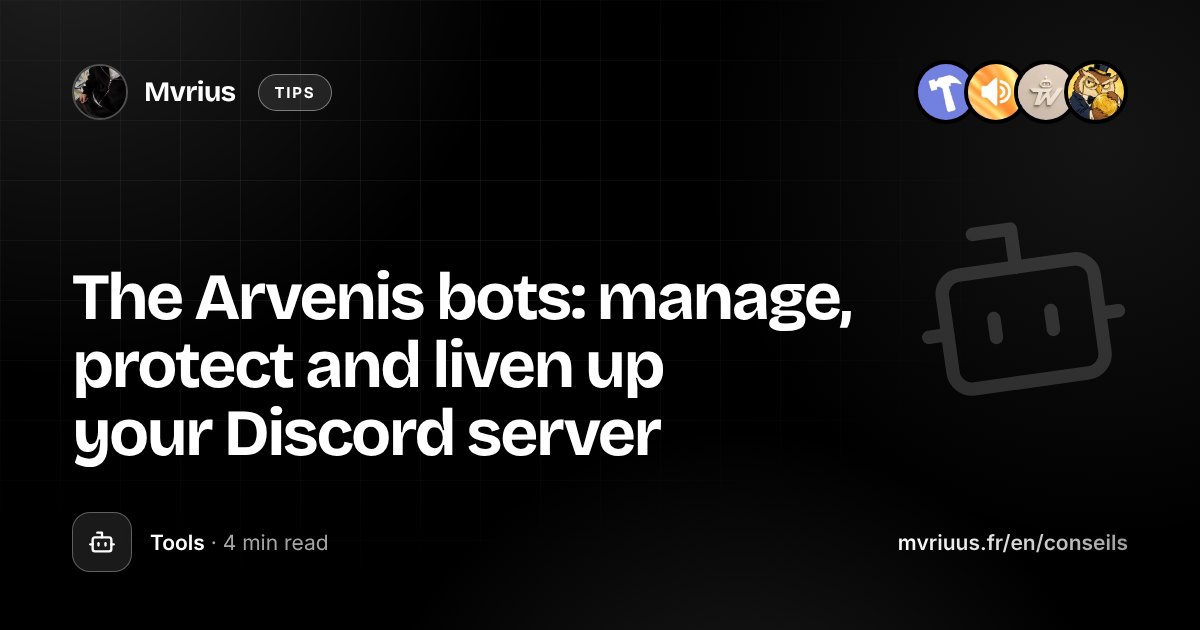 Mvrius
TIPS
The Arvenis bots: manage,
protect and liven up
your Discord server
Tools · 4 min read
mvriuus.fr/en/conseils